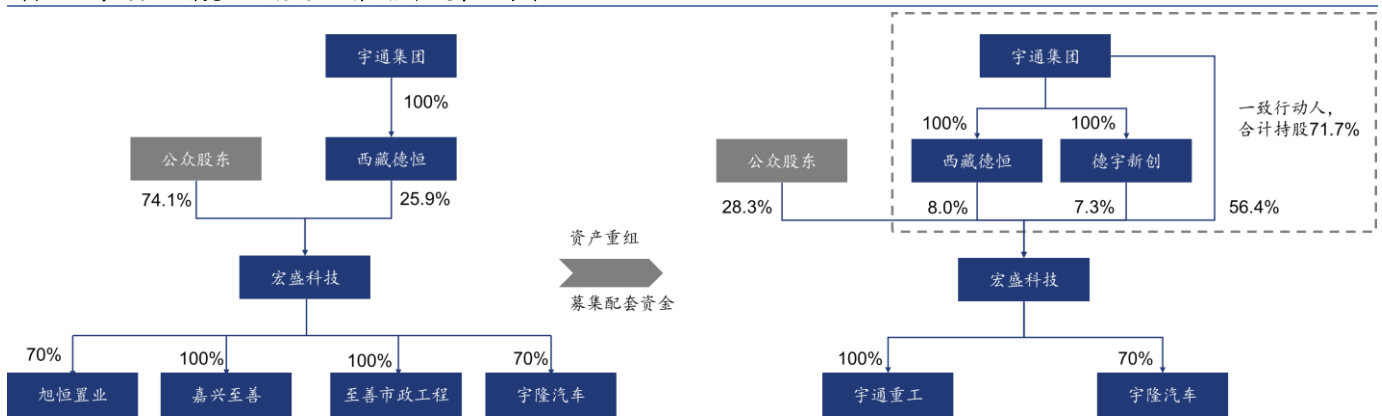 宇通集团
100%
公众股东
西藏德恒
74.1%
25.9%
宏盛科技
70%
100%
100%
70%
旭恒置业
嘉兴至善
至善市政工程
宇隆汽车
资产重组
募集配套资金
宇通集团
一致行动人，
合计持股71.7%
100%
100%
公众股东
西藏德恒
德宇新创
28.3%
8.0%
7.3%
56.4%
宏盛科技
100%
70%
宇通重工
宇隆汽车